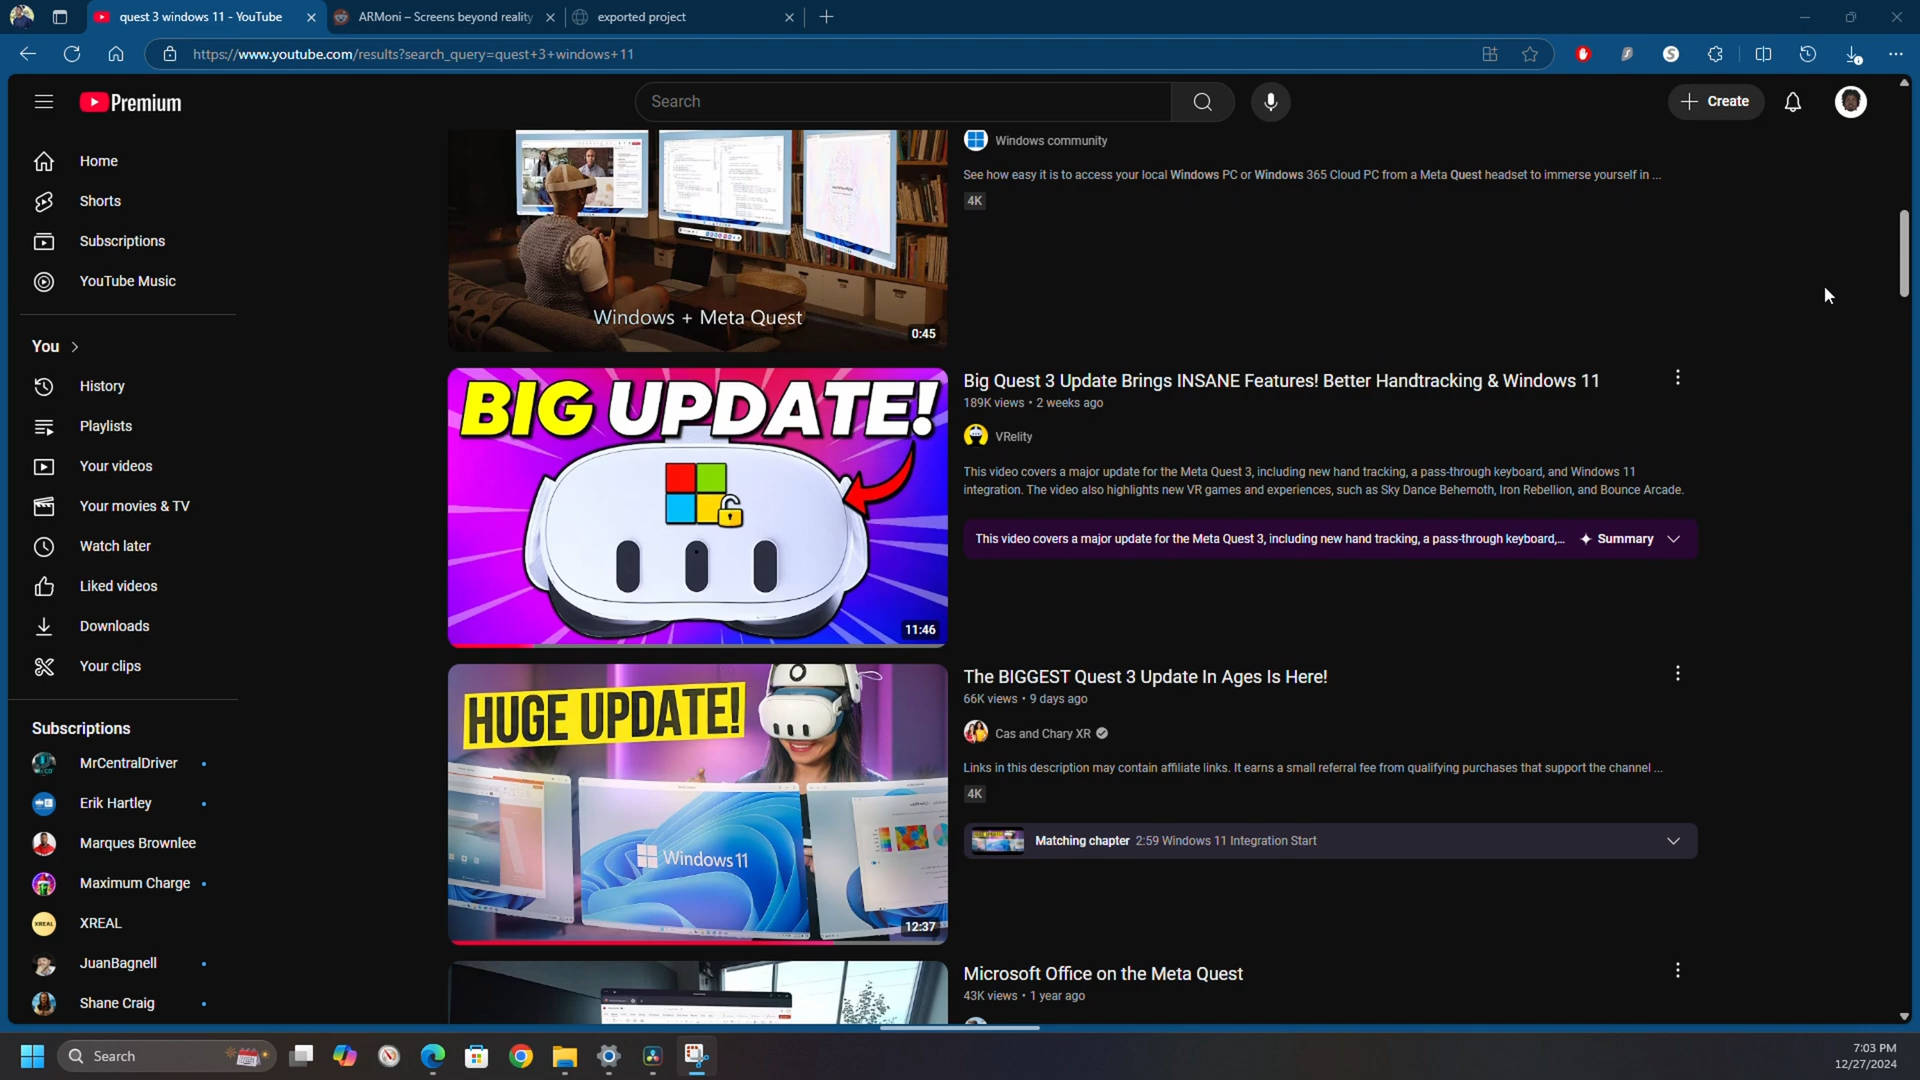 quest 3 windows 11 - YouTube
ARMoni – Screens beyond reality
exported project
https://www.youtube.com/results?search_query=quest+3+windows+11
Premium
Search
Create
Home
Shorts
Subscriptions
YouTube Music
You
History
Playlists
Your videos
Your movies & TV
Watch later
Liked videos
Downloads
Your clips
Subscriptions
MrCentralDriver
Erik Hartley
Marques Brownlee
Maximum Charge
XREAL
XREAL
JuanBagnell
Shane Craig
Windows + Meta Quest
0:45
Windows community
See how easy it is to access your local Windows PC or Windows 365 Cloud PC from a Meta Quest headset to immerse yourself in ...
4K
BIG UPDATE!
11:46
Big Quest 3 Update Brings INSANE Features! Better Handtracking & Windows 11
189K views • 2 weeks ago
VRelity
This video covers a major update for the Meta Quest 3, including new hand tracking, a pass-through keyboard, and Windows 11
integration. The video also highlights new VR games and experiences, such as Sky Dance Behemoth, Iron Rebellion, and Bounce Arcade.
This video covers a major update for the Meta Quest 3, including new hand tracking, a pass-through keyboard,... Summary
HUGE UPDATE!
Windows 11
12:37
The BIGGEST Quest 3 Update In Ages Is Here!
66K views • 9 days ago
Cas and Chary XR
Links in this description may contain affiliate links. It earns a small referral fee from qualifying purchases that support the channel ...
4K
Matching chapter 2:59 Windows 11 Integration Start
Microsoft Office on the Meta Quest
43K views • 1 year ago
Search
7:03 PM
12/27/2024